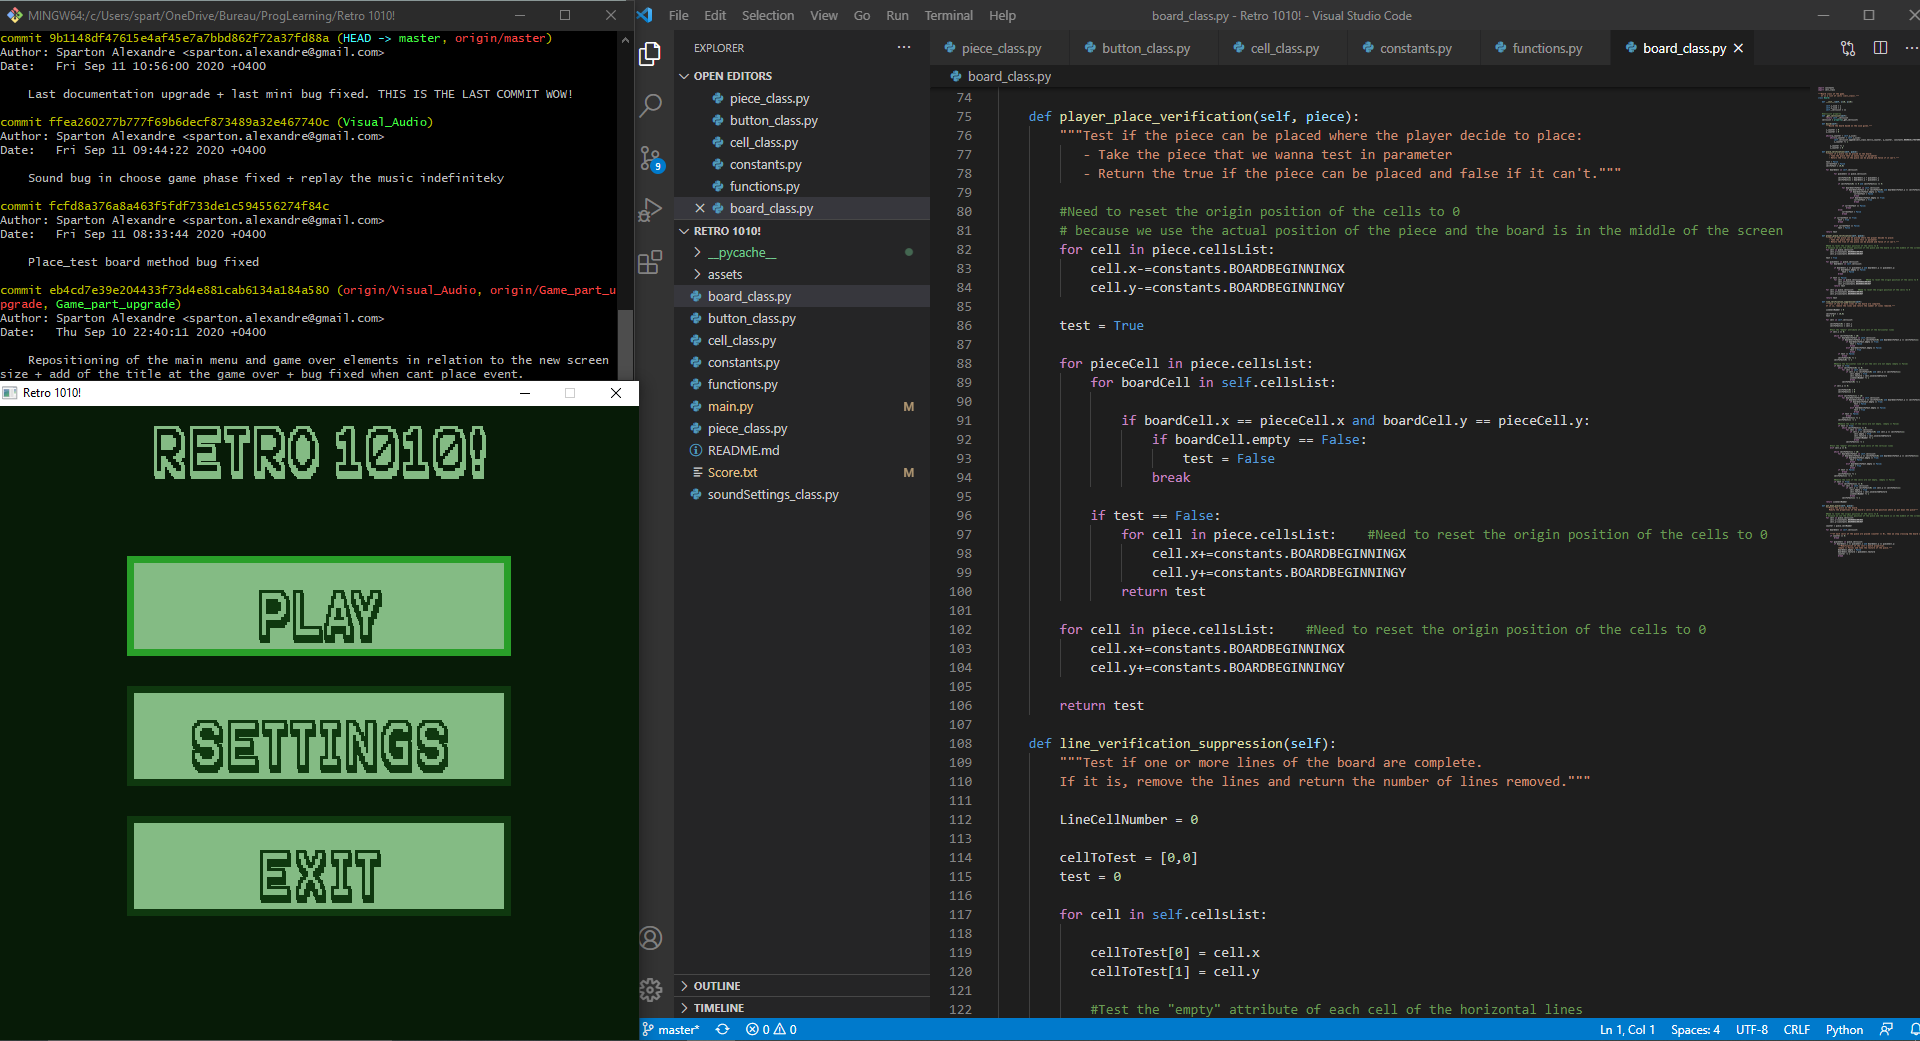 MINGW64:/c/Users/spart/OneDrive/Bureau/ProgLearning/Retro 1010!
commit 9b1148df47615e4af45e7a7bbd862f72a37fd88a (HEAD -> master, origin/master)
Author: Sparton Alexandre <sparton.alexandre@gmail.com>
Date:   Fri Sep 11 10:56:00 2020 +0400
Last documentation upgrade + last mini bug fixed. THIS IS THE LAST COMMIT WOW!
commit ffea260277b777f69b6decf873489a32e467740c (Visual_Audio)
Author: Sparton Alexandre <sparton.alexandre@gmail.com>
Date:   Fri Sep 11 09:44:22 2020 +0400
Sound bug in choose game phase fixed + replay the music indefiniteky
commit fcfd8a376a8a463f5fdf733de1c594556274f84c
Author: Sparton Alexandre <sparton.alexandre@gmail.com>
Date:   Fri Sep 11 08:33:44 2020 +0400
Place_test board method bug fixed
commit eb4cd7e39e204433f73d4e881cab6134a184a580 (origin/Visual_Audio, origin/Game_part_u
pgrade, Game_part_upgrade)
Author: Sparton Alexandre <sparton.alexandre@gmail.com>
Date:   Thu Sep 10 22:40:11 2020 +0400
Repositioning of the main menu and game over elements in relation to the new screen
size + add of the title at the game over + bug fixed when cant place event.
Retro 1010!
RETRO 1010!
PLAY
SETTINGS
EXIT
File Edit Selection View Go Run Terminal Help
board_class.py - Retro 1010! - Visual Studio Code
9
EXPLORER
OPEN EDITORS
piece_class.py
button_class.py
cell_class.py
constants.py
functions.py
board_class.py
RETRO 1010!
__pycache__
assets
board_class.py
button_class.py
cell_class.py
constants.py
functions.py
main.py M
piece_class.py
README.md
Score.txt M
soundSettings_class.py
OUTLINE
TIMELINE
piece_class.py button_class.py cell_class.py constants.py functions.py board_class.py
board_class.py
74
75 def player_place_verification(self, piece):
76 """Test if the piece can be placed where the player decide to place:
77 - Take the piece that we wanna test in parameter
78 - Return the true if the piece can be placed and false if it can't."""
79
80 #Need to reset the origin position of the cells to 0
81 # because we use the actual position of the piece and the board is in the middle of the screen
82 for cell in piece.cellsList:
83 cell.x-=constants.BOARDBEGINNINGX
84 cell.y-=constants.BOARDBEGINNINGY
85
86 test = True
87
88 for pieceCell in piece.cellsList:
89 for boardCell in self.cellsList:
90
91 if boardCell.x == pieceCell.x and boardCell.y == pieceCell.y:
92 if boardCell.empty == False:
93 test = False
94 break
95
96 if test == False:
97 for cell in piece.cellsList:    #Need to reset the origin position of the cells to 0
98 cell.x+=constants.BOARDBEGINNINGX
99 cell.y+=constants.BOARDBEGINNINGY
100 return test
101
102 for cell in piece.cellsList:    #Need to reset the origin position of the cells to 0
103 cell.x+=constants.BOARDBEGINNINGX
104 cell.y+=constants.BOARDBEGINNINGY
105
106 return test
107
108 def line_verification_suppression(self):
109 """Test if one or more lines of the board are complete.
110 If it is, remove the lines and return the number of lines removed."""
111
112 LineCellNumber = 0
113
114 cellToTest = [0,0]
115 test = 0
116
117 for cell in self.cellsList:
118
119 cellToTest[0] = cell.x
120 cellToTest[1] = cell.y
121
122 #Test the "empty" attribute of each cell of the horizontal lines
master* 0 0 Ln 1, Col 1 Spaces: 4 UTF-8 CRLF Python